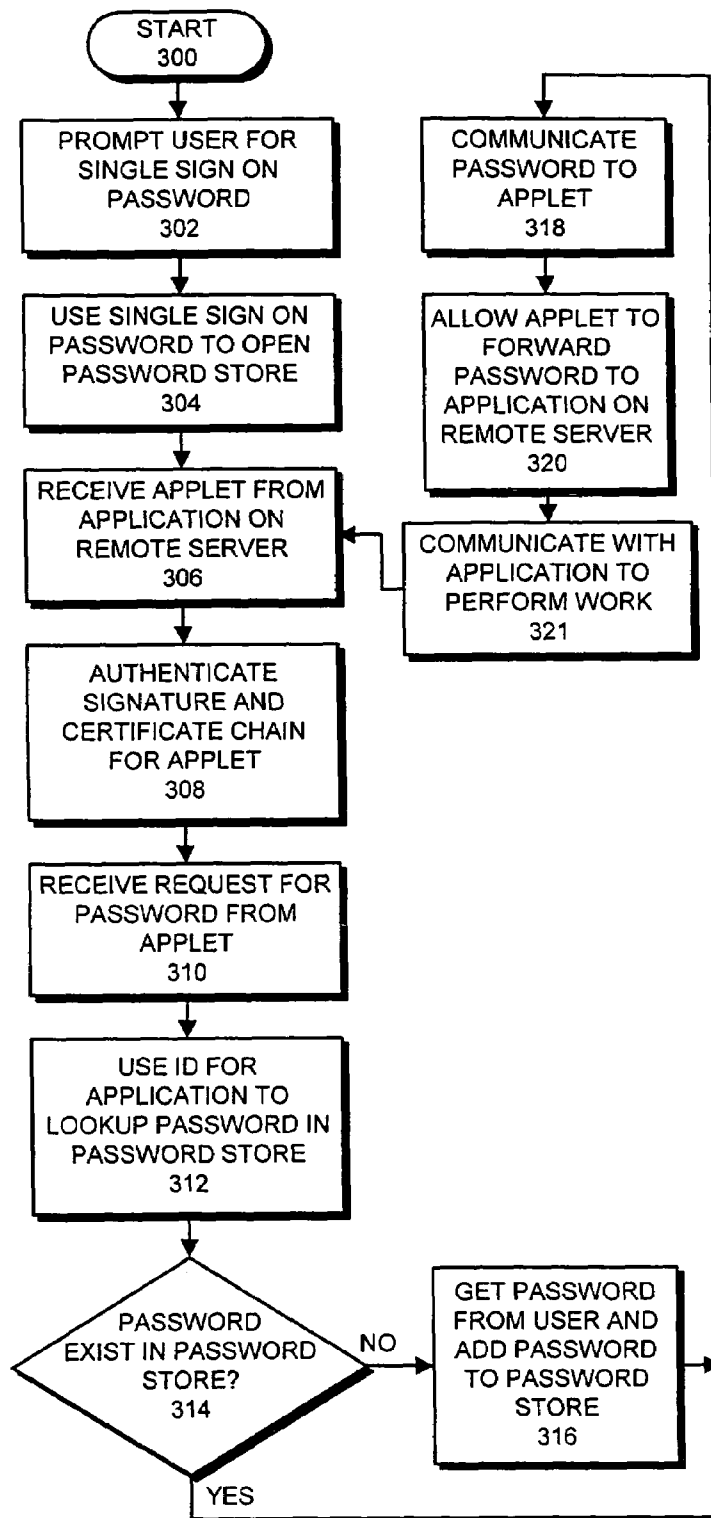 START
300
PROMPT USER FOR
SINGLE SIGN ON
PASSWORD
302
USE SINGLE SIGN ON
PASSWORD TO OPEN
PASSWORD STORE
304
RECEIVE APPLET FROM
APPLICATION ON
REMOTE SERVER
306
AUTHENTICATE
SIGNATURE AND
CERTIFICATE CHAIN
FOR APPLET
308
RECEIVE REQUEST FOR
PASSWORD FROM
APPLET
310
USE ID FOR
APPLICATION TO
LOOKUP PASSWORD IN
PASSWORD STORE
312
PASSWORD
EXIST IN PASSWORD
STORE?
314
NO
YES
GET PASSWORD
FROM USER AND
ADD PASSWORD
TO PASSWORD
STORE
316
COMMUNICATE
PASSWORD TO
APPLET
318
ALLOW APPLET TO
FORWARD
PASSWORD TO
APPLICATION ON
REMOTE SERVER
320
COMMUNICATE WITH
APPLICATION TO
PERFORM WORK
321